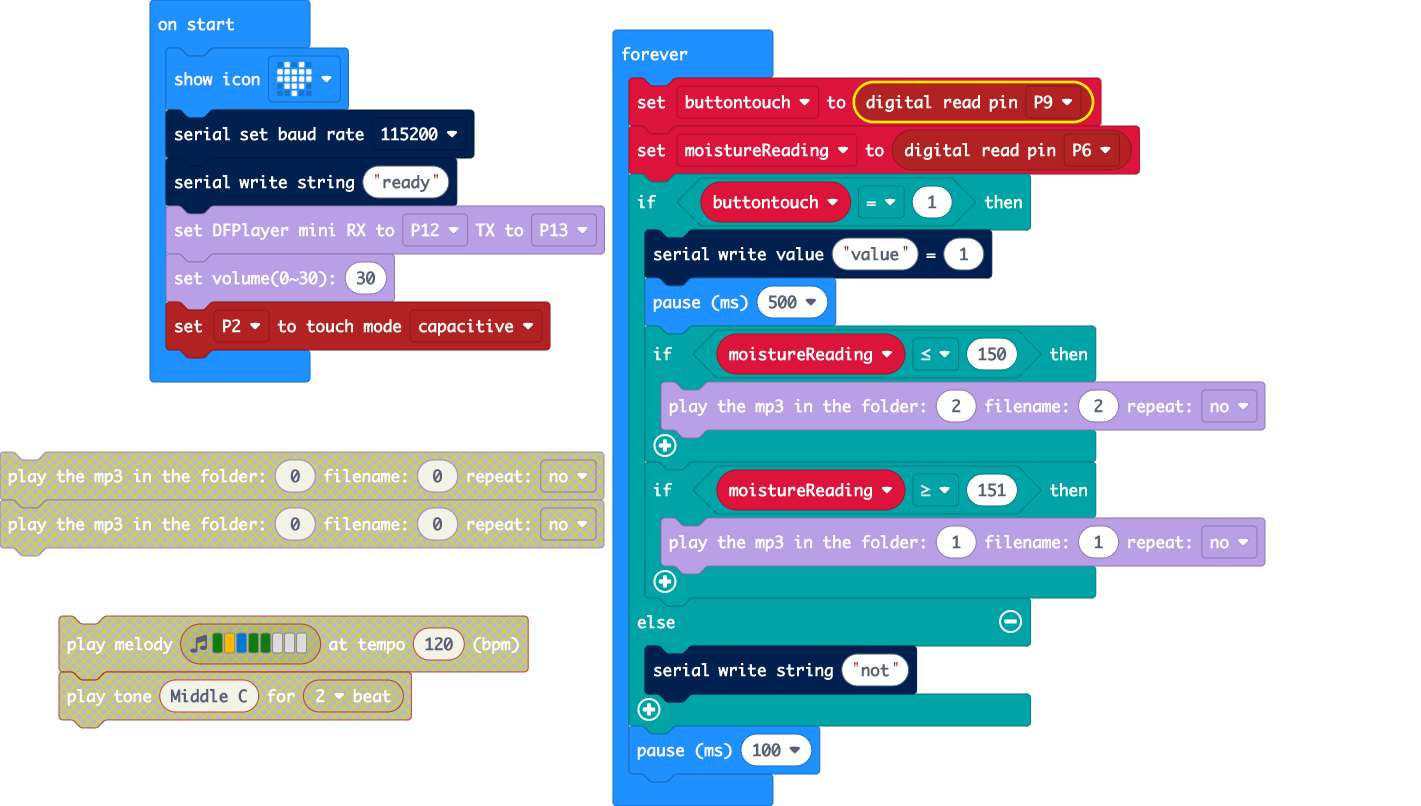 on start
show icon
serial set baud rate 115200
serial write string "ready"
set DFPlayer mini RX to P12 TX to P13
set volume(0~30): 30
set P2 to touch mode capacitive
play the mp3 in the folder: 0 filename: 0 repeat: no
play the mp3 in the folder: 0 filename: 0 repeat: no
play melody at tempo 120 (bpm)
play tone Middle C for 2 beat
forever
set buttontouch to digital read pin P9
set moistureReading to digital read pin P6
if buttontouch = 1 then
serial write value "value" = 1
pause (ms) 500
if moistureReading ≤ 150 then
play the mp3 in the folder: 2 filename: 2 repeat: no
if moistureReading ≥ 151 then
play the mp3 in the folder: 1 filename: 1 repeat: no
else
serial write string "not"
pause (ms) 100